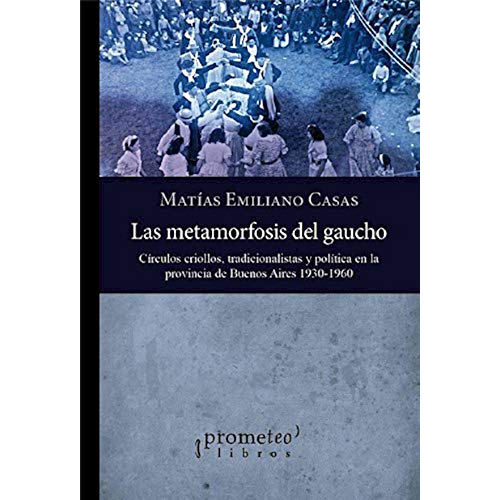 MATÍAS EMILIANO CASAS
Las metamorfosis del gaucho
Círculos criollos, tradicionalistas y política en la
provincia de Buenos Aires 1930-1960
prometeo
libros